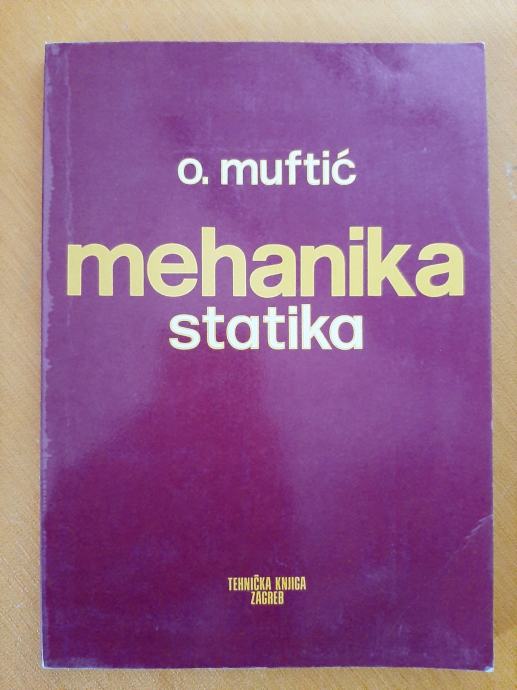 o. muftić
mehanika
statika
TEHNIČKA KNJIGA
ZAGREB